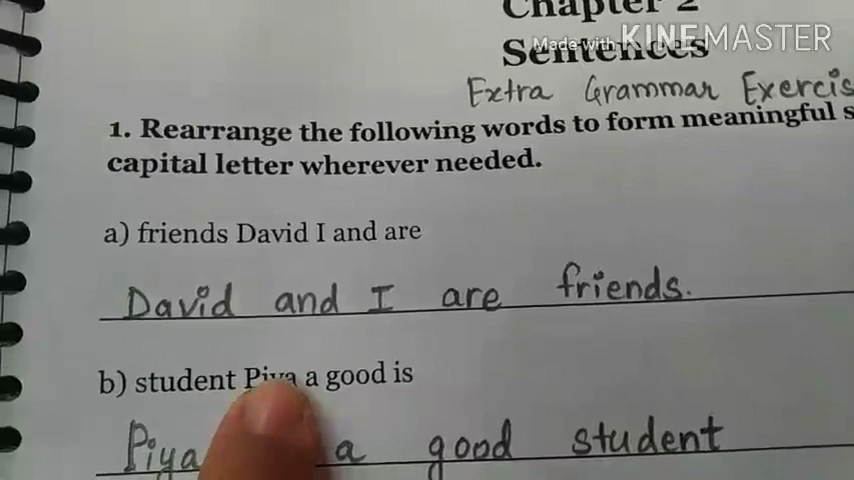 Chapter 2
Made with KINEMASTER
Sentences
Extra Grammar Exercis
1. Rearrange the following words to form meaningful s
capital letter wherever needed.
a) friends David I and are
David and I are friends.
b) student Piya a good is
Piya a good student